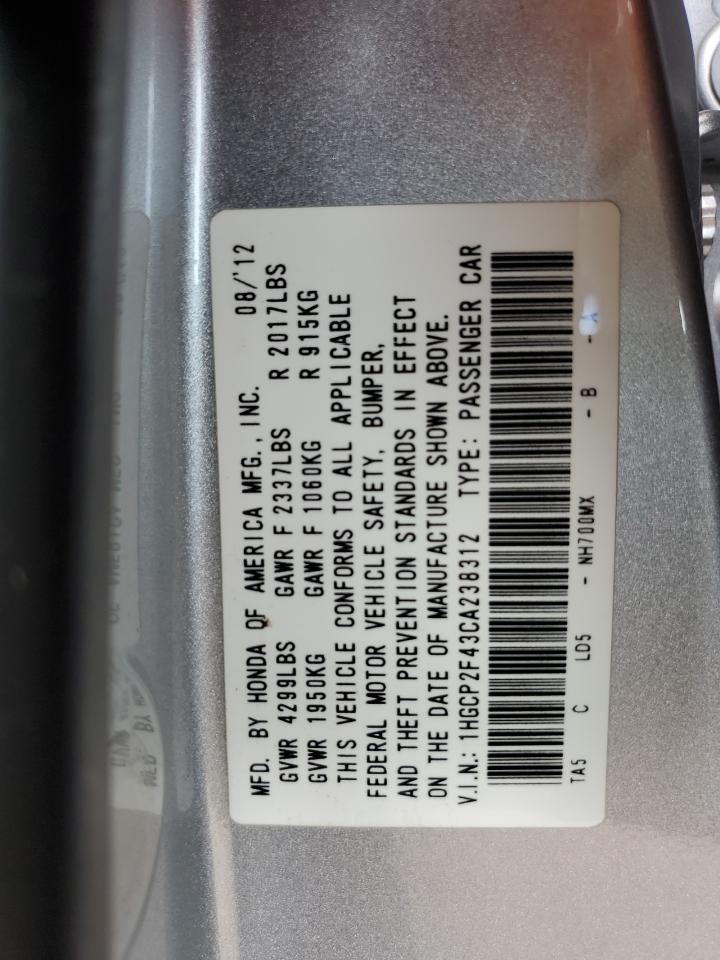 MFD. BY HONDA OF AMERICA MFG., INC. 08/'12
GVWR 4299LBS GAWR F 2337LBS R 2017LBS
GVWR 1950KG GAWR F 1060KG R 915KG
THIS VEHICLE CONFORMS TO ALL APPLICABLE
FEDERAL MOTOR VEHICLE SAFETY, BUMPER,
AND THEFT PREVENTION STANDARDS IN EFFECT
ON THE DATE OF MANUFACTURE SHOWN ABOVE.
V.I.N.: 1HGCP2F43CA238312 TYPE: PASSENGER CAR
TA5 C LD5 - NH700MX - B - A